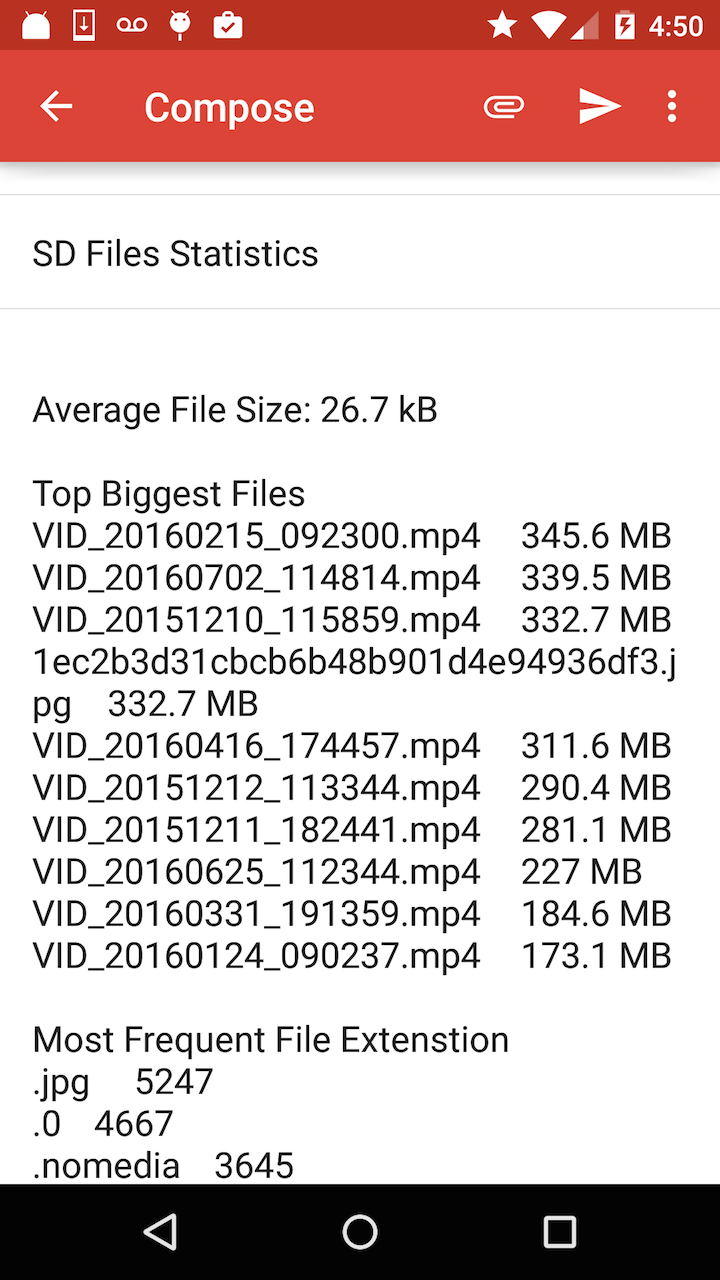 4:50
Compose
SD Files Statistics
Average File Size: 26.7 kB
Top Biggest Files
VID_20160215_092300.mp4 345.6 MB
VID_20160702_114814.mp4 339.5 MB
VID_20151210_115859.mp4 332.7 MB
1ec2b3d31cbcb6b48b901d4e94936df3.j
pg 332.7 MB
VID_20160416_174457.mp4 311.6 MB
VID_20151212_113344.mp4 290.4 MB
VID_20151211_182441.mp4 281.1 MB
VID_20160625_112344.mp4 227 MB
VID_20160331_191359.mp4 184.6 MB
VID_20160124_090237.mp4 173.1 MB
Most Frequent File Extenstion
.jpg 5247
.0 4667
.nomedia 3645